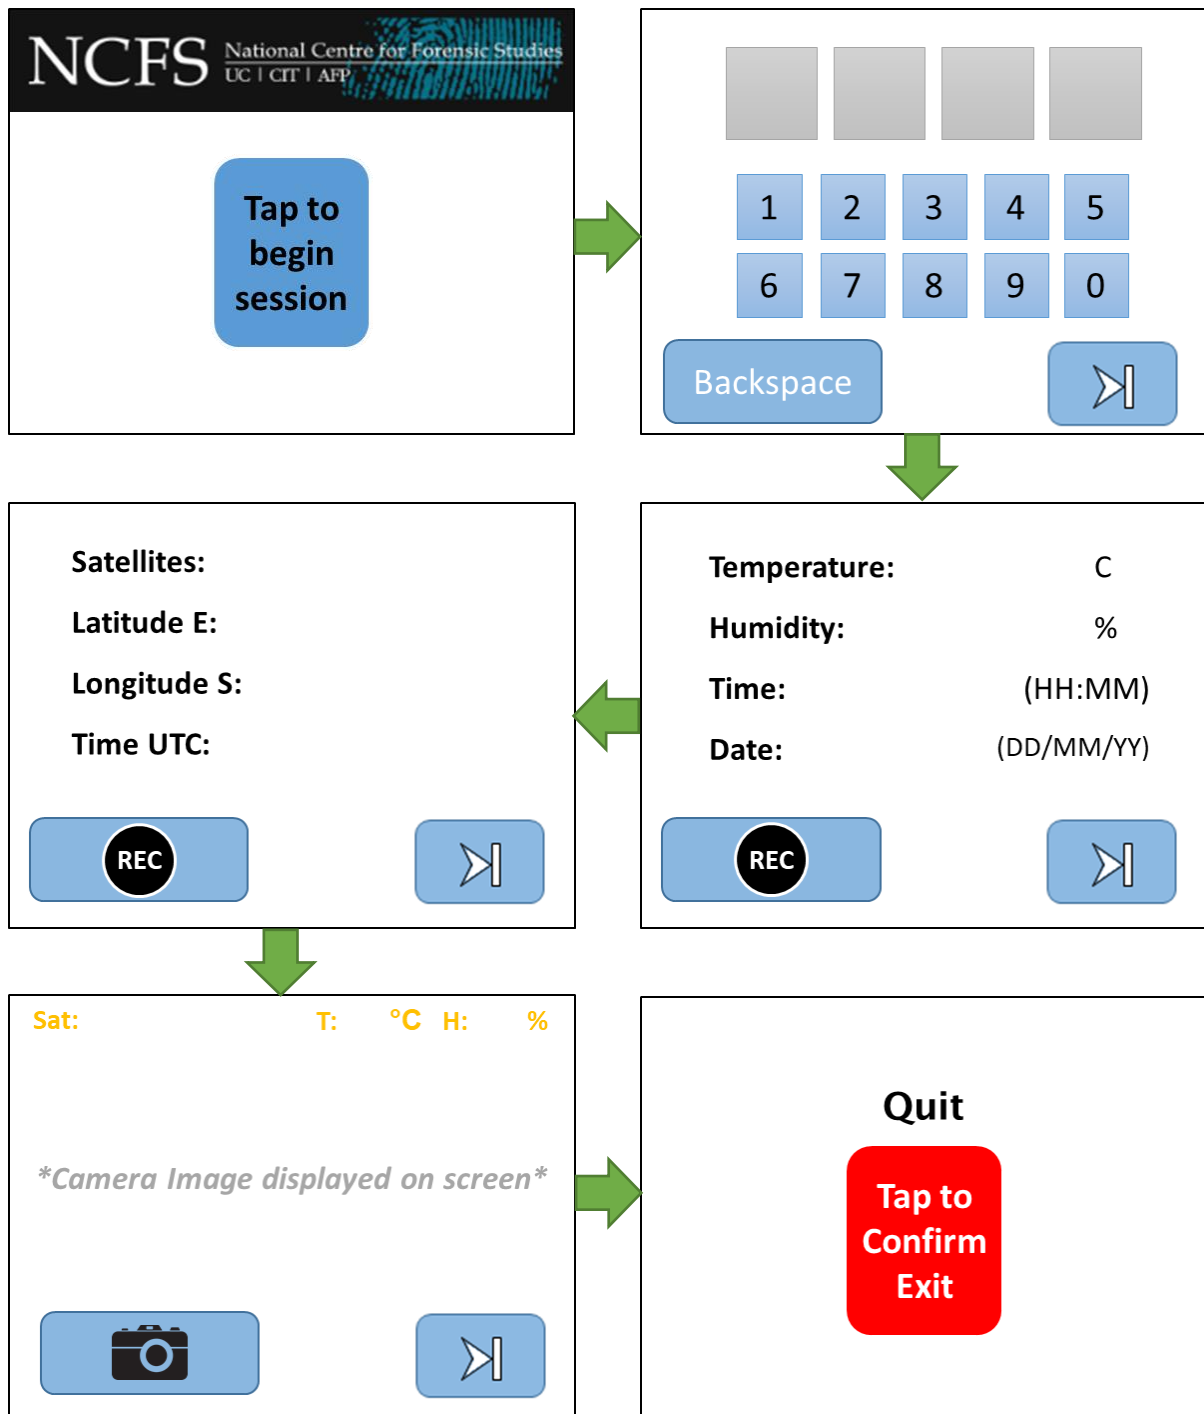 NCFS
National Centre for Forensic Studies
UC | CIT | AFP
Tap to
begin
session
1 2 3 4 5
6 7 8 9 0
Backspace
Temperature: C
Humidity: %
Time: (HH:MM)
Date: (DD/MM/YY)
REC
Satellites:
Latitude E:
Longitude S:
Time UTC:
REC
Sat: T: °C H: %
*Camera Image displayed on screen*
Quit
Tap to
Confirm
Exit